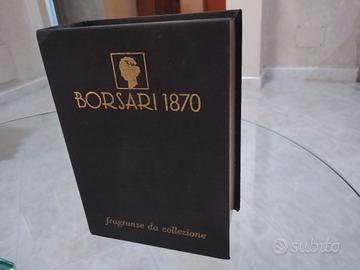 BORSARI 1870
fragranze da collezione
subito